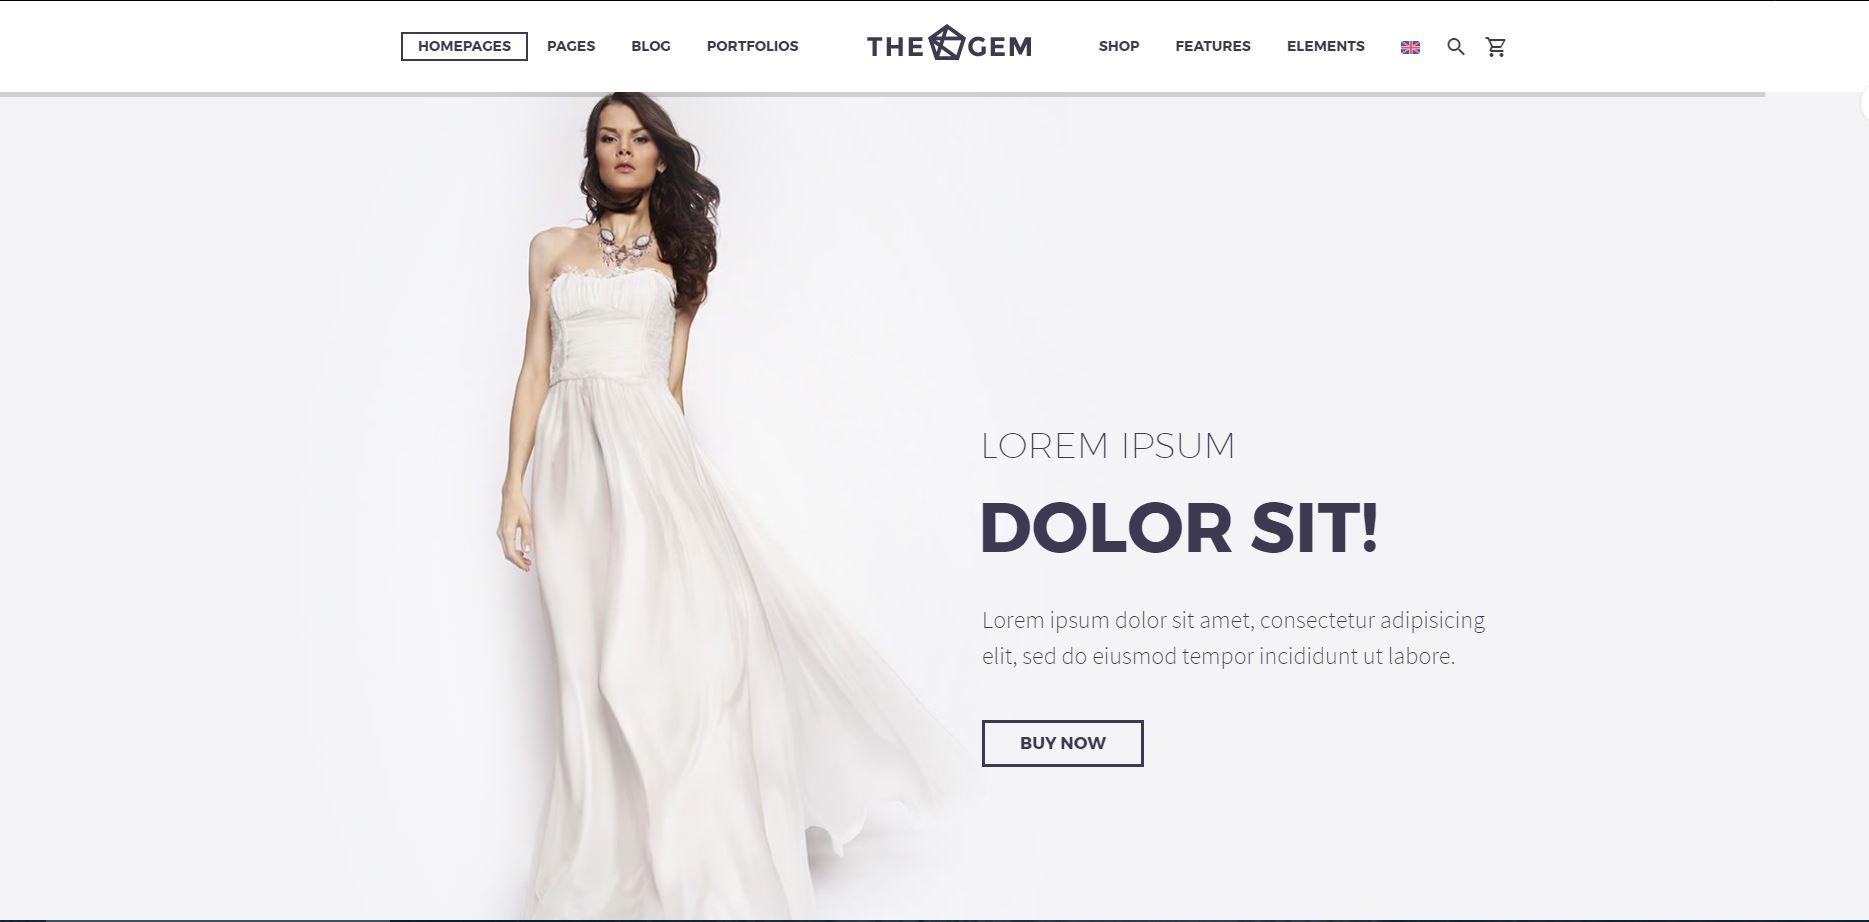 HOMEPAGES PAGES BLOG PORTFOLIOS THE GEM SHOP FEATURES ELEMENTS
LOREM IPSUM
DOLOR SIT!
Lorem ipsum dolor sit amet, consectetur adipisicing
elit, sed do eiusmod tempor incididunt ut labore.
BUY NOW